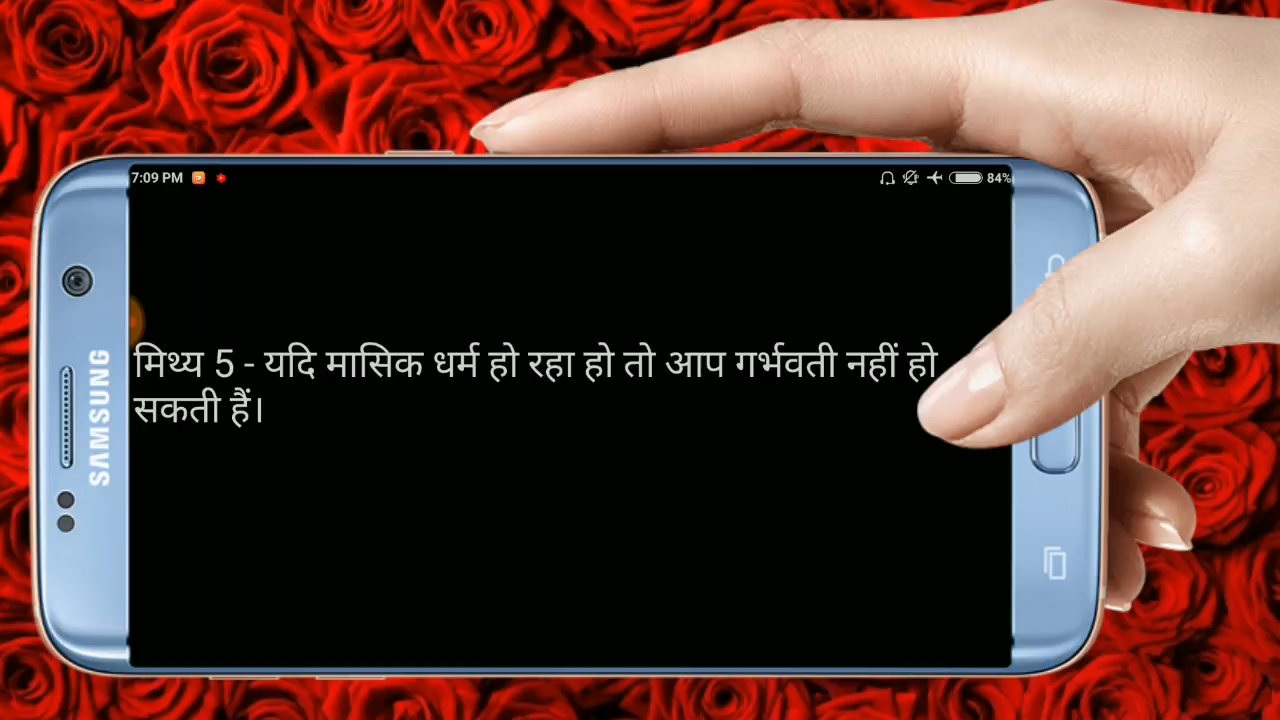 7:09 PM 84%
मिथ्य 5 - यदि मासिक धर्म हो रहा हो तो आप गर्भवती नहीं हो
सकती हैं।
SAMSUNG